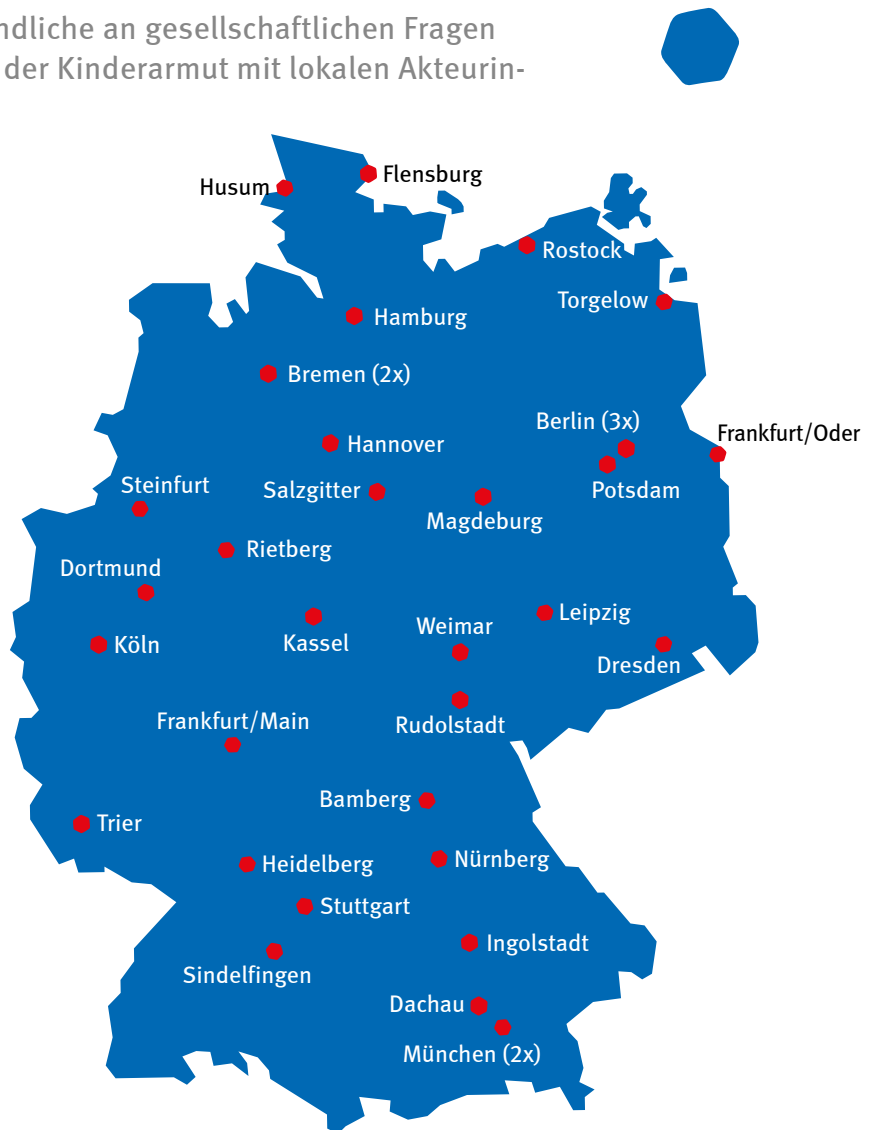 ndliche an gesellschaftlichen Fragen
der Kinderarmut mit lokalen Akteurin-
Flensburg
Husum
Rostock
Torgelow
Hamburg
Bremen (2x)
Berlin (3x)
Frankfurt/Oder
Hannover
Steinfurt
Salzgitter
Potsdam
Magdeburg
Rietberg
Dortmund
Leipzig
Weimar
Kassel
Köln
Dresden
Frankfurt/Main
Rudolstadt
Bamberg
Trier
Nürnberg
Heidelberg
Stuttgart
Ingolstadt
Sindelfingen
Dachau
München (2x)